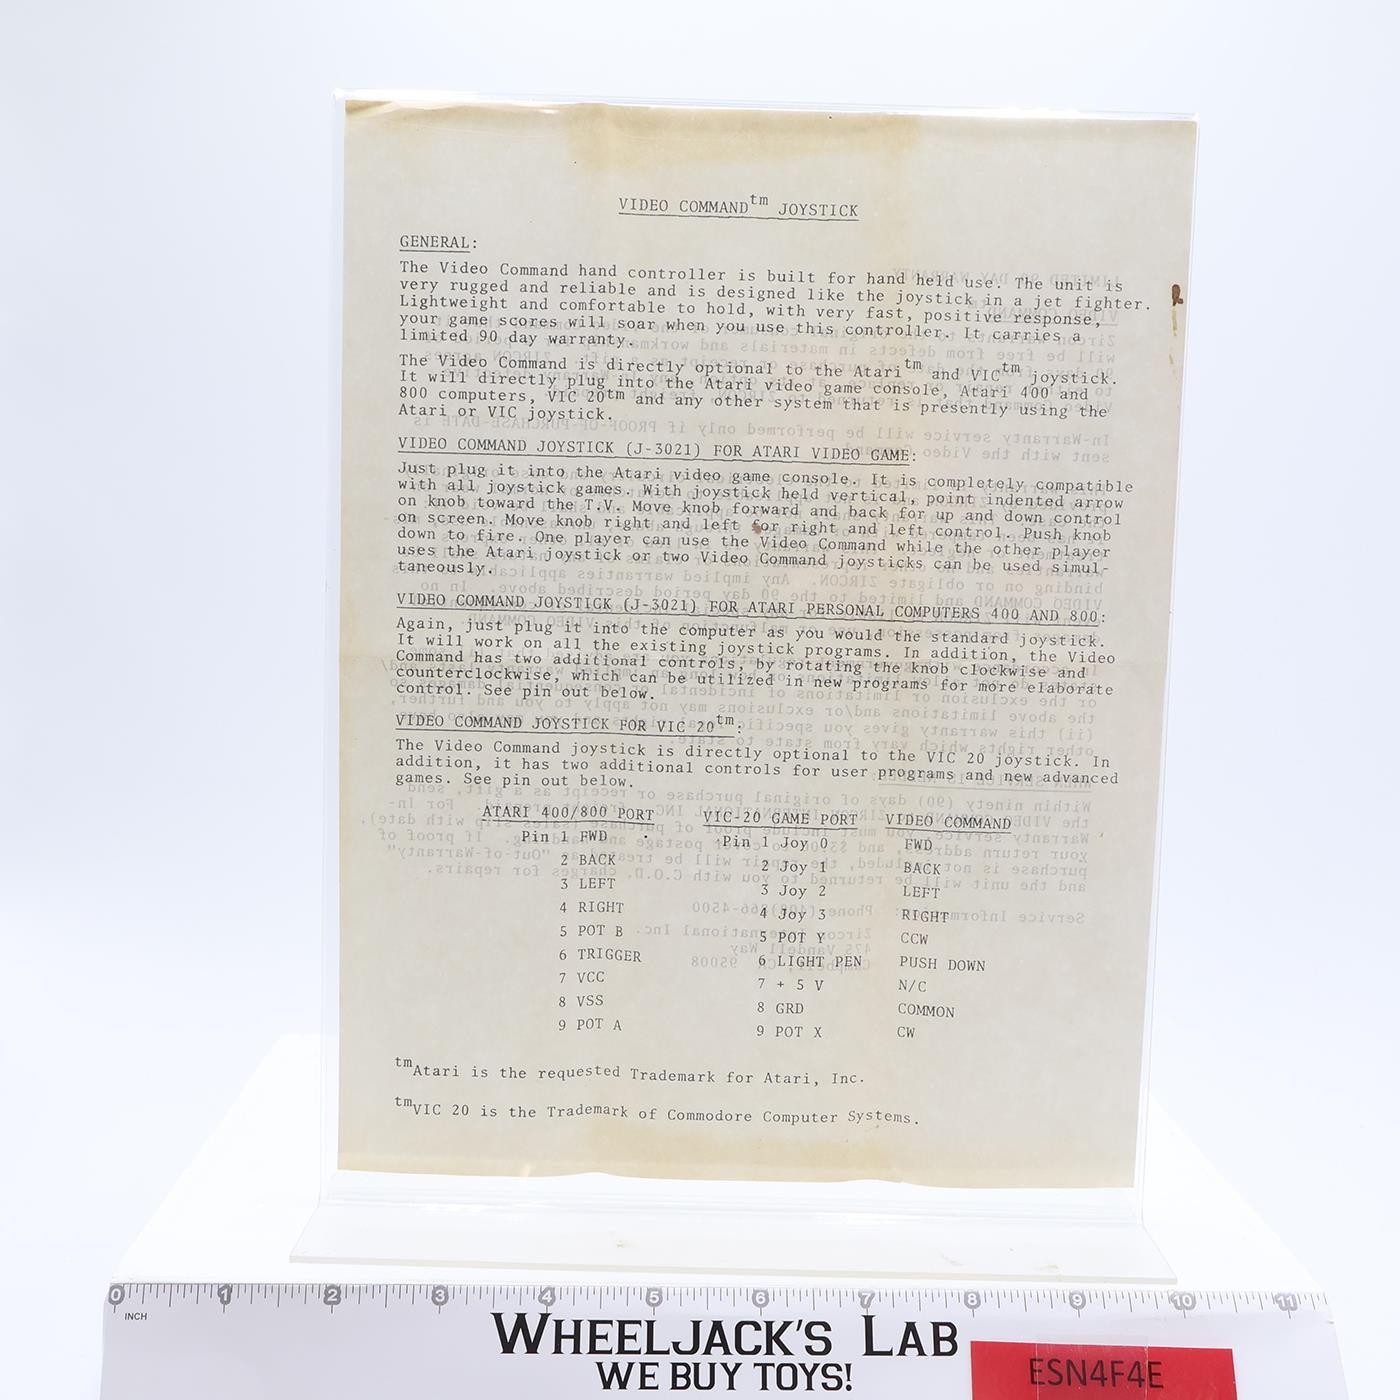 VIDEO COMMANDtm JOYSTICK
GENERAL:
The Video Command hand controller is built for hand held use. The unit is
very rugged and reliable and is designed like the joystick in a jet fighter.
Lightweight and comfortable to hold, with very fast, positive response,
your game scores will soar when you use this controller. It carries a
limited 90 day warranty.
The Video Command is directly optional to the Ataritm and VICtm joystick.
It will directly plug into the Atari video game console, Atari 400 and
800 computers, VIC 20tm and any other system that is presently using the
Atari or VIC joystick.
VIDEO COMMAND JOYSTICK (J-3021) FOR ATARI VIDEO GAME:
Just plug it into the Atari video game console. It is completely compatible
with all joystick games. With joystick held vertical, point indented arrow
on knob toward the T.V. Move knob forward and back for up and down control
on screen. Move knob right and left for right and left control. Push knob
down to fire. One player can use the Video Command while the other player
uses the Atari joystick or two Video Command joysticks can be used simul-
taneously.
VIDEO COMMAND JOYSTICK (J-3021) FOR ATARI PERSONAL COMPUTERS 400 AND 800:
Again, just plug it into the computer as you would the standard joystick.
It will work on all the existing joystick programs. In addition, the Video
Command has two additional controls, by rotating the knob clockwise and
counterclockwise, which can be utilized in new programs for more elaborate
control. See pin out below.
VIDEO COMMAND JOYSTICK FOR VIC 20tm:
The Video Command joystick is directly optional to the VIC 20 joystick. In
addition, it has two additional controls for user programs and new advanced
games. See pin out below.
ATARI 400/800 PORT VIC-20 GAME PORT VIDEO COMMAND
Pin 1 FWD Pin 1 Joy 0 FWD
2 BACK 2 Joy 1 BACK
3 LEFT 3 Joy 2 LEFT
4 RIGHT 4 Joy 3 RIGHT
5 POT B 5 POT Y CCW
6 TRIGGER 6 LIGHT PEN PUSH DOWN
7 VCC 7 + 5 V N/C
8 VSS 8 GRD COMMON
9 POT A 9 POT X CW
tmAtari is the requested Trademark for Atari, Inc.
tmVIC 20 is the Trademark of Commodore Computer Systems.
0 1 2 3 4 5 6 7 8 9 10 11
INCH
WHEELJACK'S LAB
WE BUY TOYS!
ESN4F4E